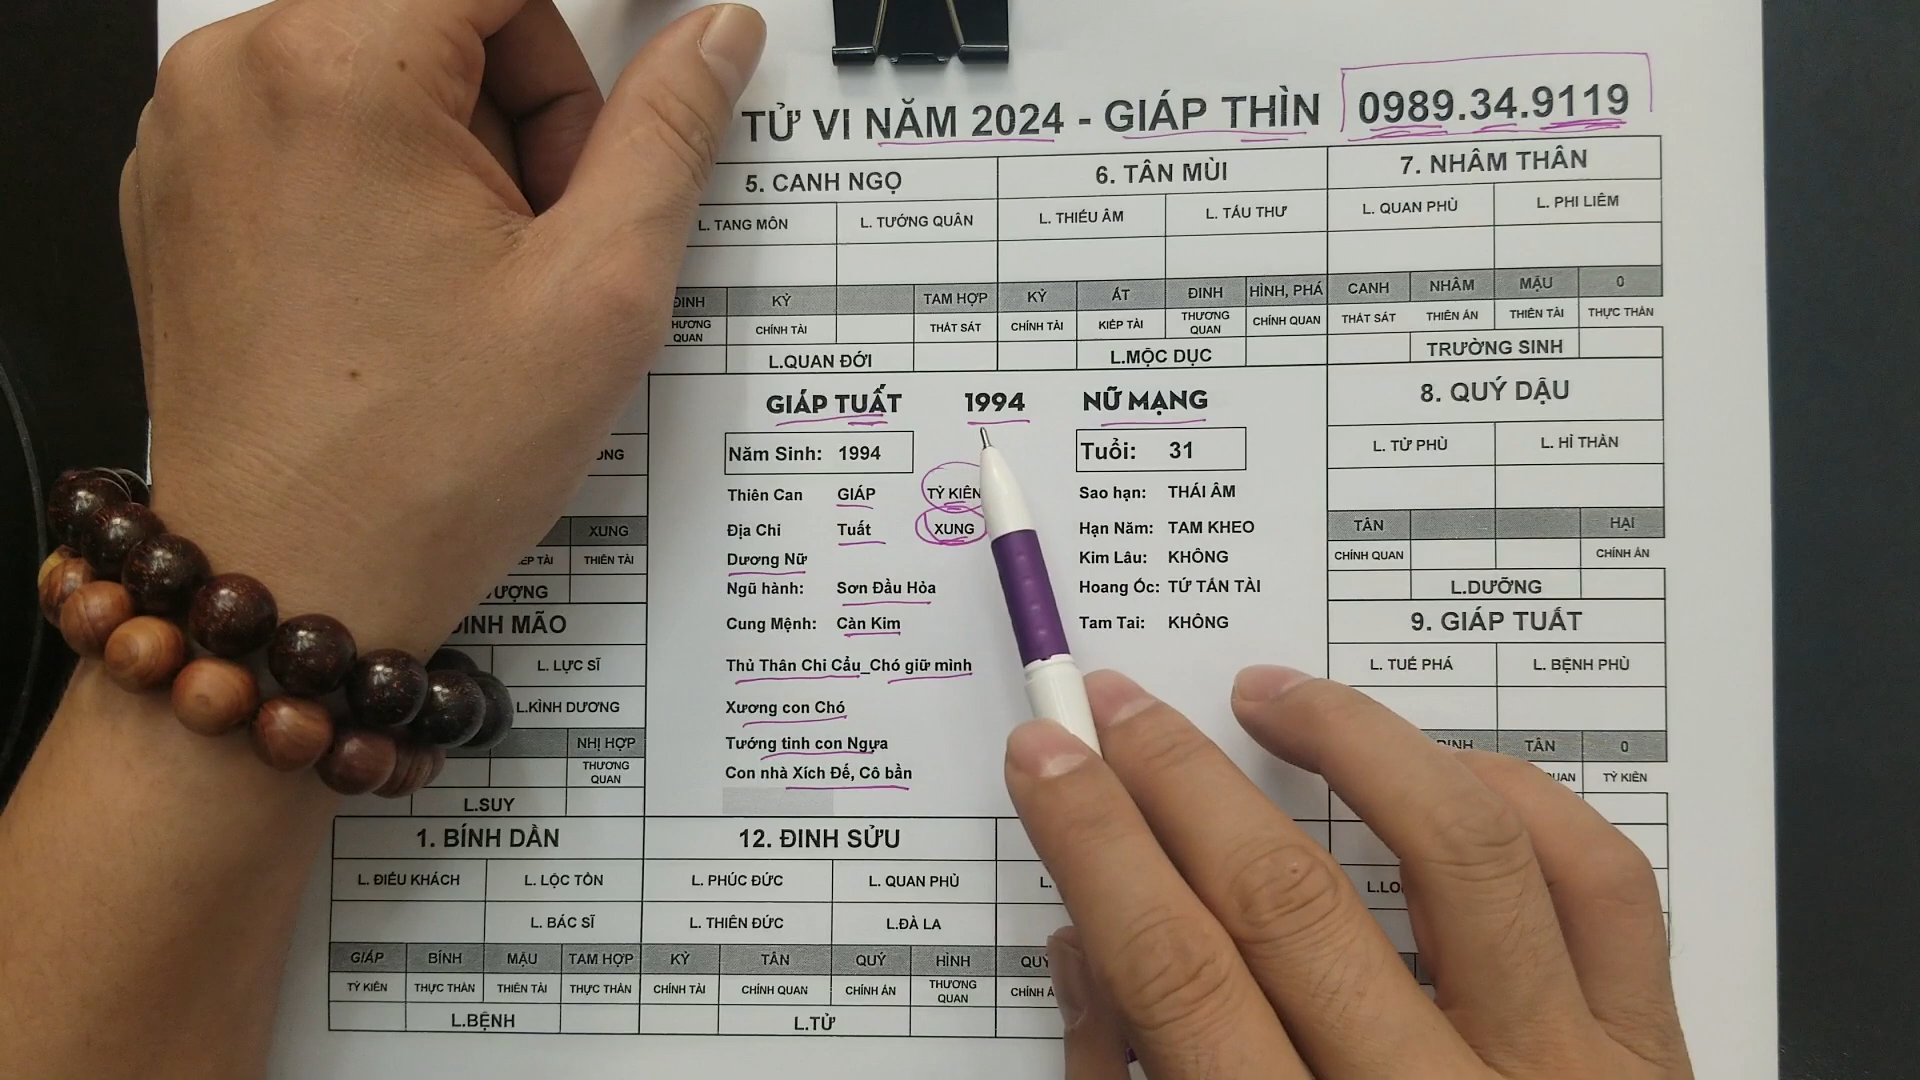 TỬ VI NĂM 2024 - GIÁP THÌN 0989.34.9119
5. CANH NGỌ 6. TÂN MÙI 7. NHÂM THÂN
L. TANG MÔN L. TƯỚNG QUÂN L. THIẾU ÂM L. TẤU THƯ L. QUAN PHÙ L. PHI LIÊM
KỶ TAM HỢP KỶ ẤT ĐINH HÌNH, PHÁ CANH NHÂM MẬU 0
QUAN CHÍNH TÀI THẤT SÁT CHÍNH TÀI KIẾP TÀI THƯƠNG QUAN CHÍNH QUAN THẤT SÁT THIÊN ẤN THIÊN TÀI THỰC THẦN
L.QUAN ĐỚI L.MỘC DỤC TRƯỜNG SINH
GIÁP TUẤT 1994 NỮ MẠNG
Năm Sinh: 1994 Tuổi: 31
Thiên Can GIÁP TỶ KIÊN Sao hạn: THÁI ÂM
Địa Chi Tuất XUNG Hạn Năm: TAM KHEO
Dương Nữ Kim Lâu: KHÔNG
Ngũ hành: Sơn Đầu Hỏa Hoang Ốc: TỨ TẤN TÀI
Cung Mệnh: Càn Kim Tam Tai: KHÔNG
Thủ Thân Chi Cẩu_Chó giữ mình
Xương con Chó
Tướng tinh con Ngựa
Con nhà Xích Đế, Cô bần
8. QUÝ DẬU
L. TỬ PHÙ L. HỈ THẦN
TÂN HẠI
CHÍNH QUAN CHÍNH ẤN
L.DƯỠNG
9. GIÁP TUẤT
L. TUẾ PHÁ L. BỆNH PHÙ
TÂN 0
TỶ KIÊN
XUNG
TÀI THIÊN TÀI
MÃO
L. LỰC SĨ
L.KÌNH DƯƠNG
NHỊ HỢP
THƯƠNG QUAN
L.SUY
1. BÍNH DẦN 12. ĐINH SỬU
L. ĐIẾU KHÁCH L. LỘC TỒN L. PHÚC ĐỨC L. QUAN PHÙ L.
L. BÁC SĨ L. THIÊN ĐỨC L.ĐÀ LA
GIÁP BÍNH MẬU TAM HỢP KỶ TÂN QUÝ HÌNH
TỶ KIÊN THỰC THẦN THIÊN TÀI THỰC THẦN CHÍNH TÀI CHÍNH QUAN CHÍNH ẤN THƯƠNG QUAN CHÍNH
L.BỆNH L.TỬ